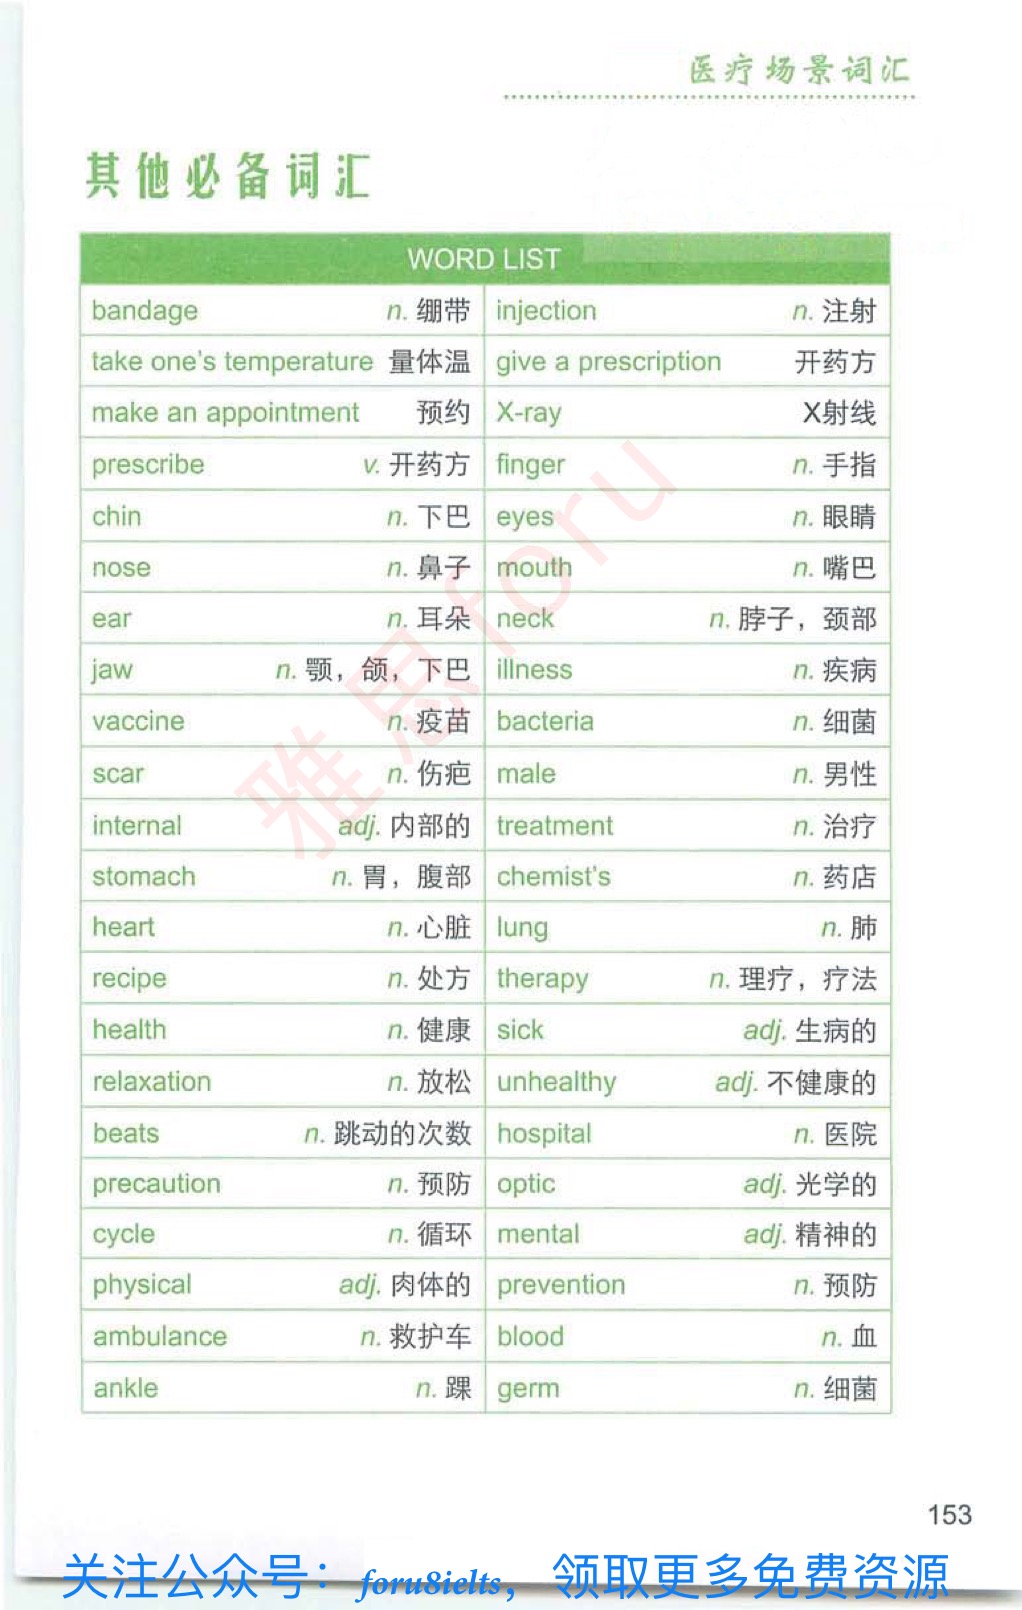 医疗场景词汇
其他必备词汇
WORD LIST
bandage n. 绷带 injection n. 注射
take one's temperature 量体温 give a prescription 开药方
make an appointment 预约 X-ray X射线
prescribe v. 开药方 finger n. 手指
chin n. 下巴 eyes n. 眼睛
nose n. 鼻子 mouth n. 嘴巴
ear n. 耳朵 neck n. 脖子，颈部
jaw n. 颚，颌，下巴 illness n. 疾病
vaccine n. 疫苗 bacteria n. 细菌
scar n. 伤疤 male n. 男性
internal adj. 内部的 treatment n. 治疗
stomach n. 胃，腹部 chemist's n. 药店
heart n. 心脏 lung n. 肺
recipe n. 处方 therapy n. 理疗，疗法
health n. 健康 sick adj. 生病的
relaxation n. 放松 unhealthy adj. 不健康的
beats n. 跳动的次数 hospital n. 医院
precaution n. 预防 optic adj. 光学的
cycle n. 循环 mental adj. 精神的
physical adj. 肉体的 prevention n. 预防
ambulance n. 救护车 blood n. 血
ankle n. 踝 germ n. 细菌
雅思foru
153
关注公众号：foru8ielts，领取更多免费资源